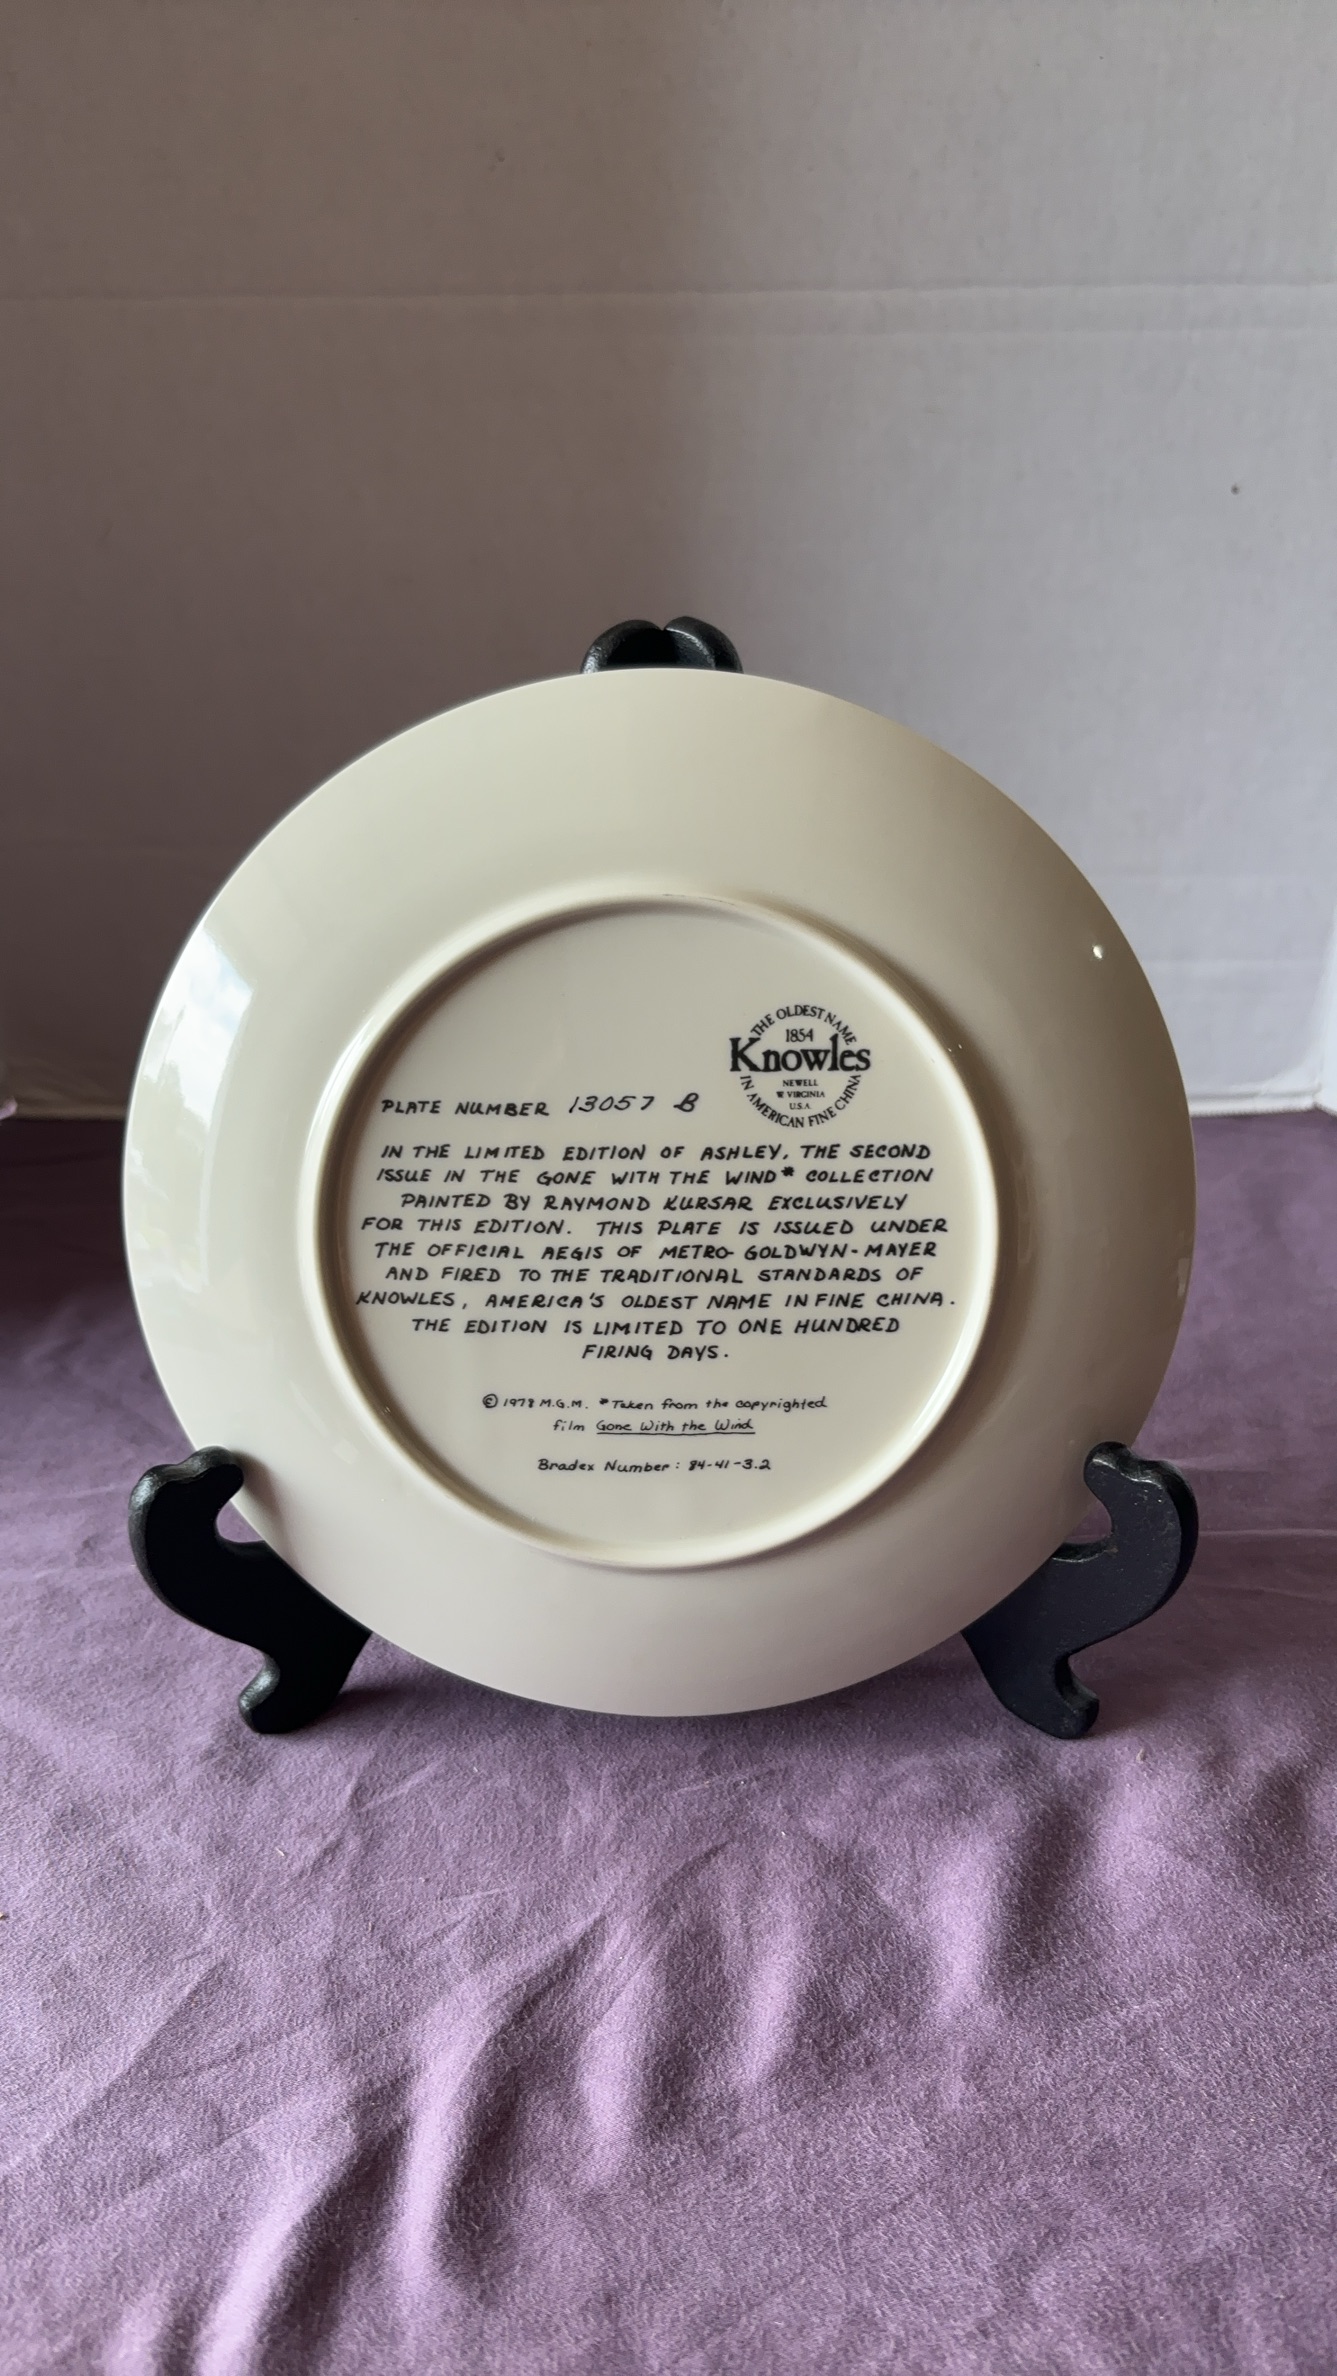 THE OLDEST NAME
1854
Knowles
NEWELL
W VIRGINIA
U.S.A.
IN AMERICAN FINE CHINA
PLATE NUMBER 13057 B
IN THE LIMITED EDITION OF ASHLEY, THE SECOND
ISSUE IN THE GONE WITH THE WIND* COLLECTION
PAINTED BY RAYMOND KURSAR EXCLUSIVELY
FOR THIS EDITION. THIS PLATE IS ISSUED UNDER
THE OFFICIAL AEGIS OF METRO-GOLDWYN-MAYER
AND FIRED TO THE TRADITIONAL STANDARDS OF
KNOWLES, AMERICA'S OLDEST NAME IN FINE CHINA.
THE EDITION IS LIMITED TO ONE HUNDRED
FIRING DAYS.
© 1978 M.G.M. *Taken from the copyrighted
film Gone With the Wind
Bradex Number: 84-41-3.2